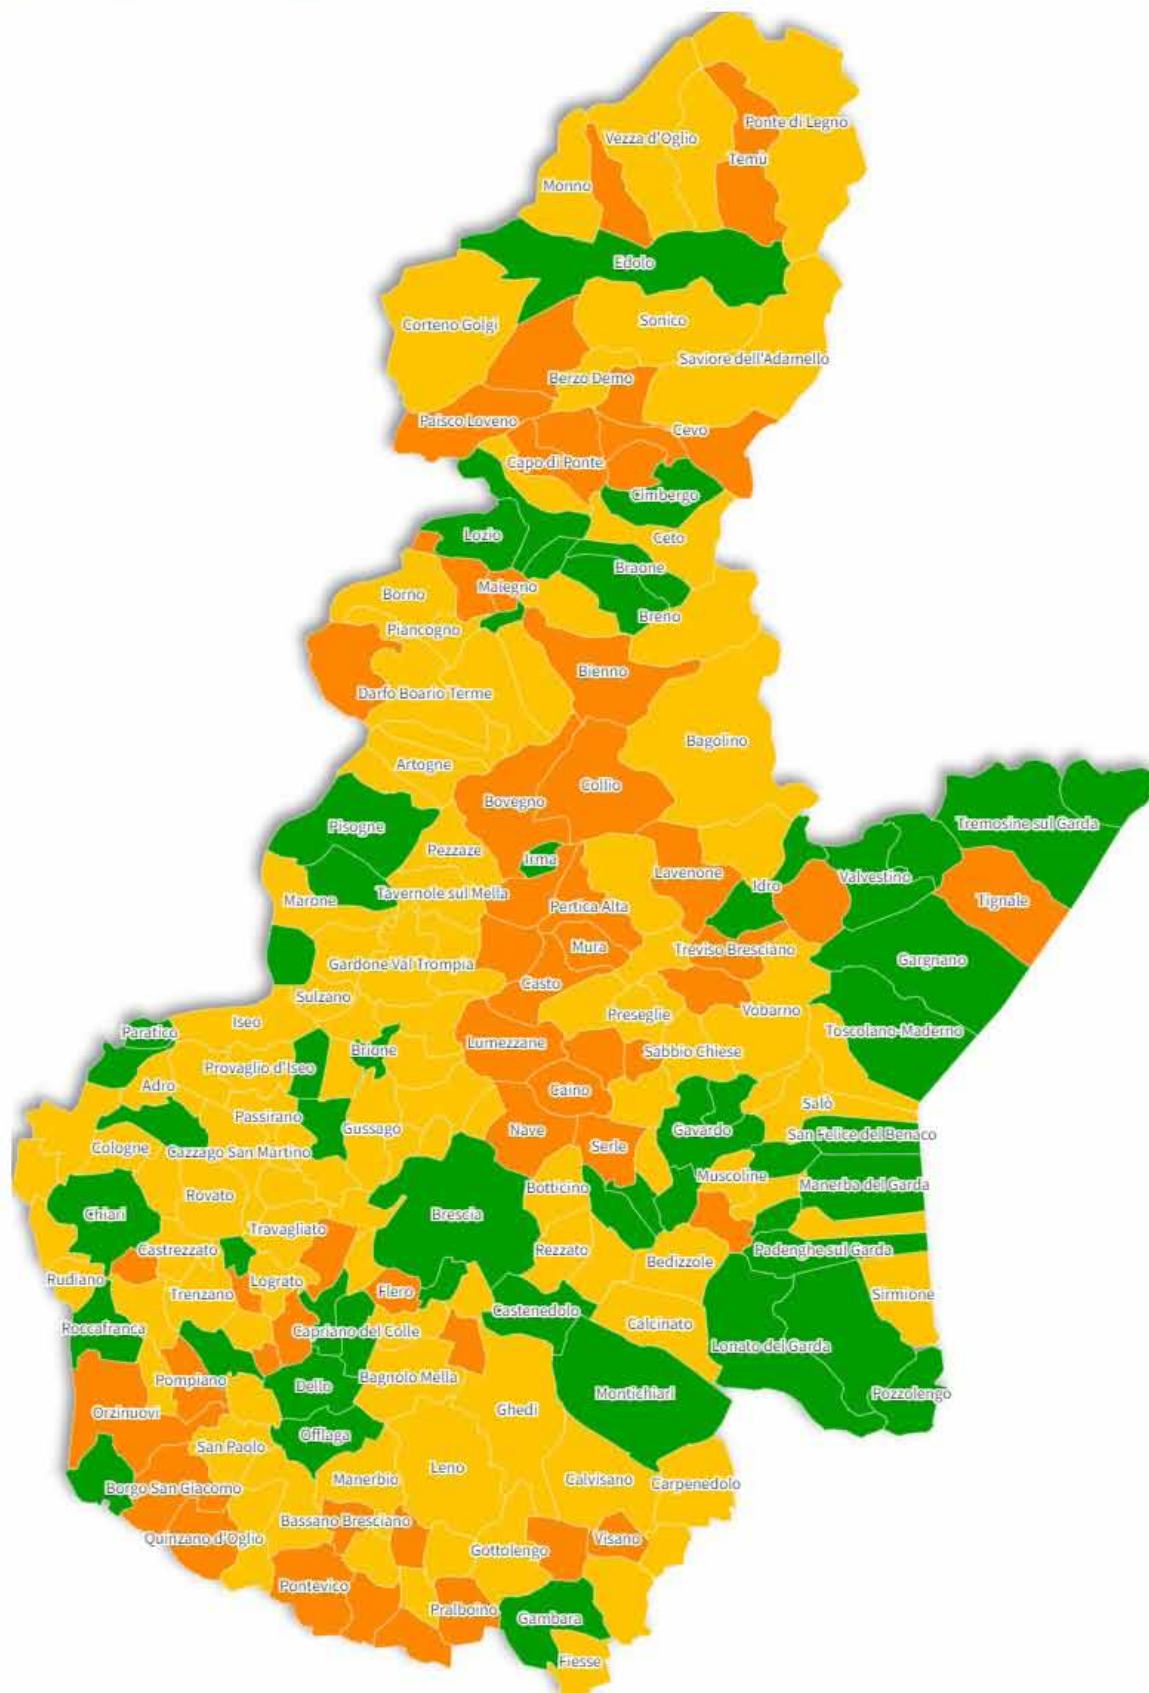 Ponte di Legno
Vezza d'Oglio
Temù
Monno
Edolo
Sonico
Corteno Golgi
Saviore dell'Adamello
Berzo Demo
Paisco Loveno
Cevo
Capo di Ponte
Cimbergo
Lozio
Ceto
Braone
Malegno
Borno
Breno
Piancogno
Bienno
Darfo Boario Terme
Bagolino
Artogne
Collio
Bovegno
Tremosine sul Garda
Pisogne
Pezzaze
Irma
Lavenone
Valvestino
Idro
Tavernole sul Mella
Marone
Tignale
Pertica Alta
Mura
Treviso Bresciano
Gargnano
Gardone Val Trompia
Casto
Sulzano
Vobarno
Preseglie
Iseo
Toscolano-Maderno
Paratico
Lumezzane
Brione
Sabbio Chiese
Provaglio d'Iseo
Adro
Caino
Salò
Passirano
Gussago
Nave
Gavardo
San Felice del Benaco
Serle
Cologne
Cazzago San Martino
Muscoline
Manerba del Garda
Botticino
Rovato
Chiari
Brescia
Travagliato
Castrezzato
Rezzato
Padenghe sul Garda
Bedizzole
Rudiano
Lograto
Trenzano
Flero
Sirmione
Castenedolo
Calcinato
Roccafranca
Capriano del Colle
Lonato del Garda
Bagnolo Mella
Pompiano
Dello
Montichiari
Pozzolengo
Orzinuovi
Ghedi
Offlaga
San Paolo
Leno
Manerbio
Calvisano
Carpenedolo
Borgo San Giacomo
Bassano Bresciano
Quinzano d'Oglio
Visano
Gottolengo
Pontevico
Pralboino
Gambara
Fiesse